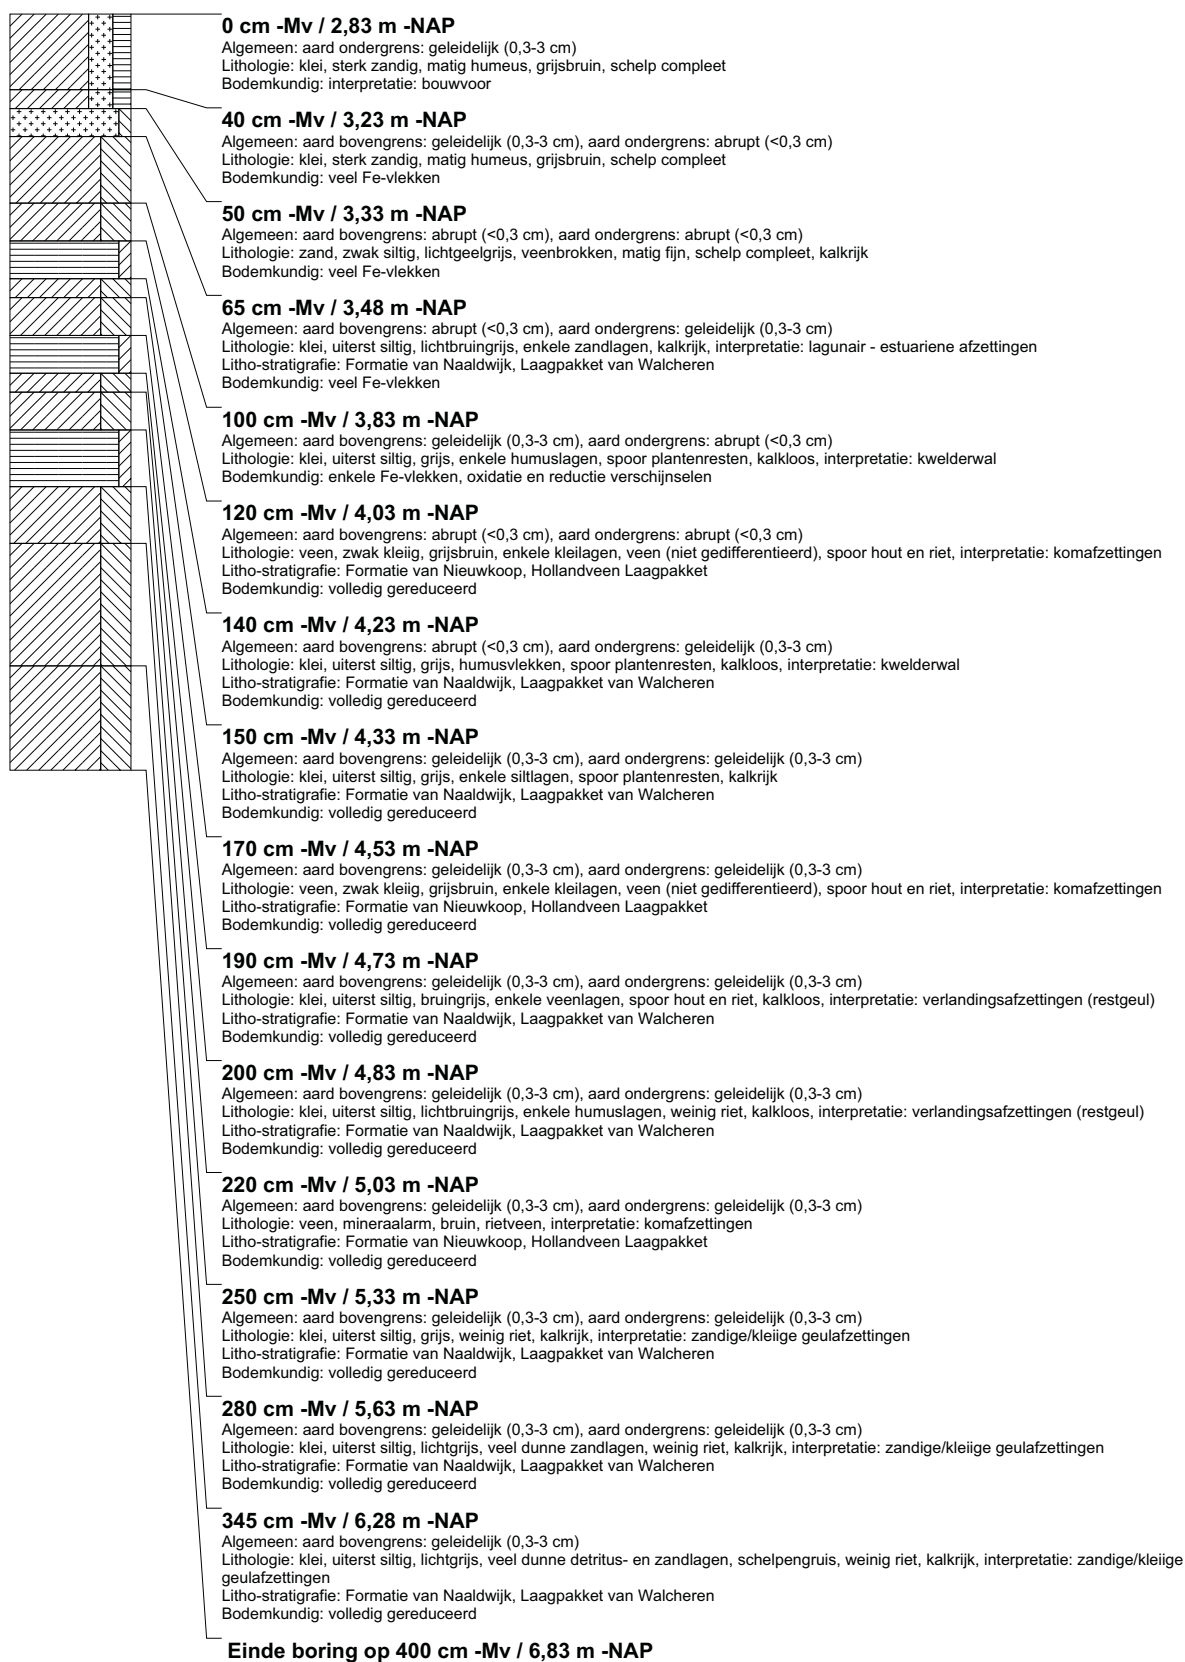 0 cm -Mv / 2,83 m -NAP
Algemeen: aard ondergrens: geleidelijk (0,3-3 cm)
Lithologie: klei, sterk zandig, matig humeus, grijsbruin, schelp compleet
Bodemkundig: interpretatie: bouwvoor
40 cm -Mv / 3,23 m -NAP
Algemeen: aard bovengrens: geleidelijk (0,3-3 cm), aard ondergrens: abrupt (<0,3 cm)
Lithologie: klei, sterk zandig, matig humeus, grijsbruin, schelp compleet
Bodemkundig: veel Fe-vlekken
50 cm -Mv / 3,33 m -NAP
Algemeen: aard bovengrens: abrupt (<0,3 cm), aard ondergrens: abrupt (<0,3 cm)
Lithologie: zand, zwak siltig, lichtgeelgrijs, veenbrokken, matig fijn, schelp compleet, kalkrijk
Bodemkundig: veel Fe-vlekken
65 cm -Mv / 3,48 m -NAP
Algemeen: aard bovengrens: abrupt (<0,3 cm), aard ondergrens: geleidelijk (0,3-3 cm)
Lithologie: klei, uiterst siltig, lichtbruingrijs, enkele zandlagen, kalkrijk, interpretatie: lagunair - estuariene afzettingen
Litho-stratigrafie: Formatie van Naaldwijk, Laagpakket van Walcheren
Bodemkundig: veel Fe-vlekken
100 cm -Mv / 3,83 m -NAP
Algemeen: aard bovengrens: geleidelijk (0,3-3 cm), aard ondergrens: abrupt (<0,3 cm)
Lithologie: klei, uiterst siltig, grijs, enkele humuslagen, spoor plantenresten, kalkloos, interpretatie: kwelderwal
Bodemkundig: enkele Fe-vlekken, oxidatie en reductie verschijnselen
120 cm -Mv / 4,03 m -NAP
Algemeen: aard bovengrens: abrupt (<0,3 cm), aard ondergrens: abrupt (<0,3 cm)
Lithologie: veen, zwak kleiig, grijsbruin, enkele kleilagen, veen (niet gedifferentieerd), spoor hout en riet, interpretatie: komafzettingen
Litho-stratigrafie: Formatie van Nieuwkoop, Hollandveen Laagpakket
Bodemkundig: volledig gereduceerd
140 cm -Mv / 4,23 m -NAP
Algemeen: aard bovengrens: abrupt (<0,3 cm), aard ondergrens: geleidelijk (0,3-3 cm)
Lithologie: klei, uiterst siltig, grijs, humusvlekken, spoor plantenresten, kalkloos, interpretatie: kwelderwal
Litho-stratigrafie: Formatie van Naaldwijk, Laagpakket van Walcheren
Bodemkundig: volledig gereduceerd
150 cm -Mv / 4,33 m -NAP
Algemeen: aard bovengrens: geleidelijk (0,3-3 cm), aard ondergrens: geleidelijk (0,3-3 cm)
Lithologie: klei, uiterst siltig, grijs, enkele siltlagen, spoor plantenresten, kalkrijk
Litho-stratigrafie: Formatie van Naaldwijk, Laagpakket van Walcheren
Bodemkundig: volledig gereduceerd
170 cm -Mv / 4,53 m -NAP
Algemeen: aard bovengrens: geleidelijk (0,3-3 cm), aard ondergrens: geleidelijk (0,3-3 cm)
Lithologie: veen, zwak kleiig, grijsbruin, enkele kleilagen, veen (niet gedifferentieerd), spoor hout en riet, interpretatie: komafzettingen
Litho-stratigrafie: Formatie van Nieuwkoop, Hollandveen Laagpakket
Bodemkundig: volledig gereduceerd
190 cm -Mv / 4,73 m -NAP
Algemeen: aard bovengrens: geleidelijk (0,3-3 cm), aard ondergrens: geleidelijk (0,3-3 cm)
Lithologie: klei, uiterst siltig, bruingrijs, enkele veenlagen, spoor hout en riet, kalkloos, interpretatie: verlandingsafzettingen (restgeul)
Litho-stratigrafie: Formatie van Naaldwijk, Laagpakket van Walcheren
Bodemkundig: volledig gereduceerd
200 cm -Mv / 4,83 m -NAP
Algemeen: aard bovengrens: geleidelijk (0,3-3 cm), aard ondergrens: geleidelijk (0,3-3 cm)
Lithologie: klei, uiterst siltig, lichtbruingrijs, enkele humuslagen, weinig riet, kalkloos, interpretatie: verlandingsafzettingen (restgeul)
Litho-stratigrafie: Formatie van Naaldwijk, Laagpakket van Walcheren
Bodemkundig: volledig gereduceerd
220 cm -Mv / 5,03 m -NAP
Algemeen: aard bovengrens: geleidelijk (0,3-3 cm), aard ondergrens: geleidelijk (0,3-3 cm)
Lithologie: veen, mineraalarm, bruin, rietveen, interpretatie: komafzettingen
Litho-stratigrafie: Formatie van Nieuwkoop, Hollandveen Laagpakket
Bodemkundig: volledig gereduceerd
250 cm -Mv / 5,33 m -NAP
Algemeen: aard bovengrens: geleidelijk (0,3-3 cm), aard ondergrens: geleidelijk (0,3-3 cm)
Lithologie: klei, uiterst siltig, grijs, weinig riet, kalkrijk, interpretatie: zandige/kleiige geulafzettingen
Litho-stratigrafie: Formatie van Naaldwijk, Laagpakket van Walcheren
Bodemkundig: volledig gereduceerd
280 cm -Mv / 5,63 m -NAP
Algemeen: aard bovengrens: geleidelijk (0,3-3 cm), aard ondergrens: geleidelijk (0,3-3 cm)
Lithologie: klei, uiterst siltig, lichtgrijs, veel dunne zandlagen, weinig riet, kalkrijk, interpretatie: zandige/kleiige geulafzettingen
Litho-stratigrafie: Formatie van Naaldwijk, Laagpakket van Walcheren
Bodemkundig: volledig gereduceerd
345 cm -Mv / 6,28 m -NAP
Algemeen: aard bovengrens: geleidelijk (0,3-3 cm)
Lithologie: klei, uiterst siltig, lichtgrijs, veel dunne detritus- en zandlagen, schelpengruis, weinig riet, kalkrijk, interpretatie: zandige/kleiige
geulafzettingen
Litho-stratigrafie: Formatie van Naaldwijk, Laagpakket van Walcheren
Bodemkundig: volledig gereduceerd
Einde boring op 400 cm -Mv / 6,83 m -NAP